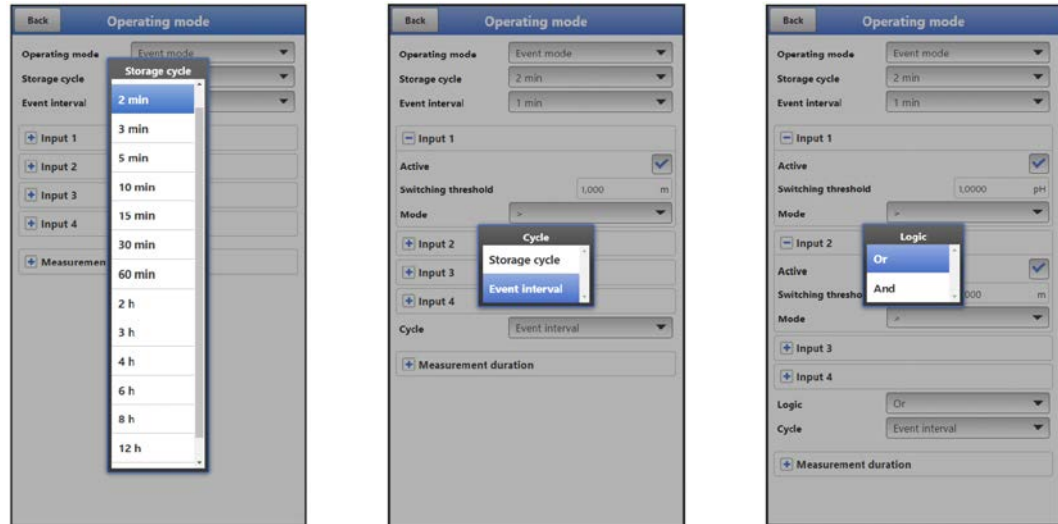 Back Operating mode
Operating mode Event mode
Storage cycle
Event interval
Storage cycle
2 min
3 min
5 min
10 min
15 min
30 min
60 min
2 h
3 h
4 h
6 h
8 h
12 h
Input 1
Input 2
Input 3
Input 4
Measuremen
Back Operating mode
Operating mode Event mode
Storage cycle 2 min
Event interval 1 min
Input 1
Active
Switching threshold 1,000 m
Mode >
Input 2
Input 3
Input 4
Cycle
Storage cycle
Event interval
Cycle Event interval
Measurement duration
Back Operating mode
Operating mode Event mode
Storage cycle 2 min
Event interval 1 min
Input 1
Active
Switching threshold 1,0000 pH
Mode >
Input 2
Active
Switching thresho 000 m
Mode >
Logic
Or
And
Input 3
Input 4
Logic Or
Cycle Event interval
Measurement duration